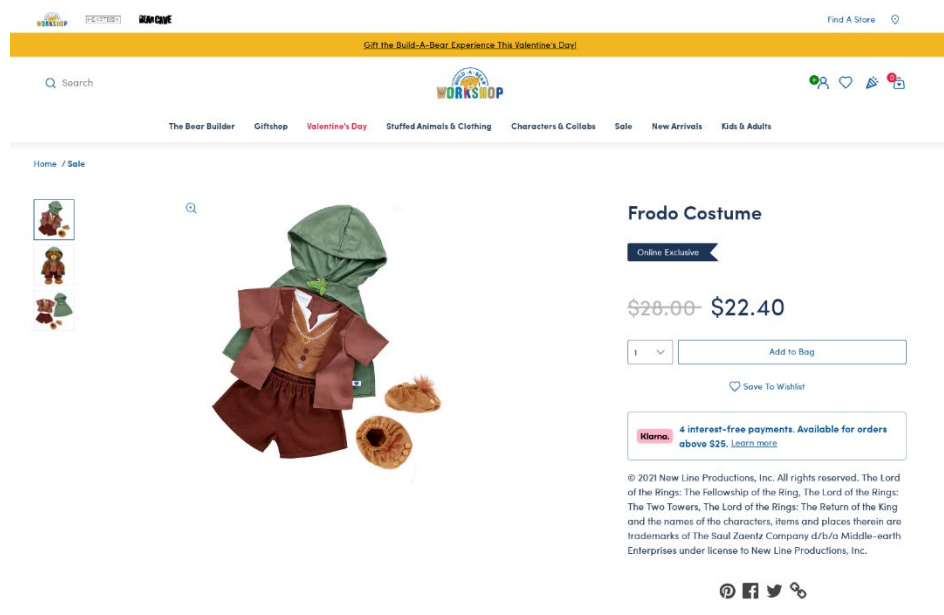 WORKSHOP HEARTBOX BEAR CAVE Find A Store
Gift the Build-A-Bear Experience This Valentine's Day!
Search
BUILD-A-BEAR
WORKSHOP
+ 0
The Bear Builder Giftshop Valentine's Day Stuffed Animals & Clothing Characters & Collabs Sale New Arrivals Kids & Adults
Home / Sale
Frodo Costume
Online Exclusive
$28.00 $22.40
1 Add to Bag
Save To Wishlist
Klarna. 4 interest-free payments. Available for orders
above $25. Learn more
© 2021 New Line Productions, Inc. All rights reserved. The Lord
of the Rings: The Fellowship of the Ring, The Lord of the Rings:
The Two Towers, The Lord of the Rings: The Return of the King
and the names of the characters, items and places therein are
trademarks of The Saul Zaentz Company d/b/a Middle-earth
Enterprises under license to New Line Productions, Inc.